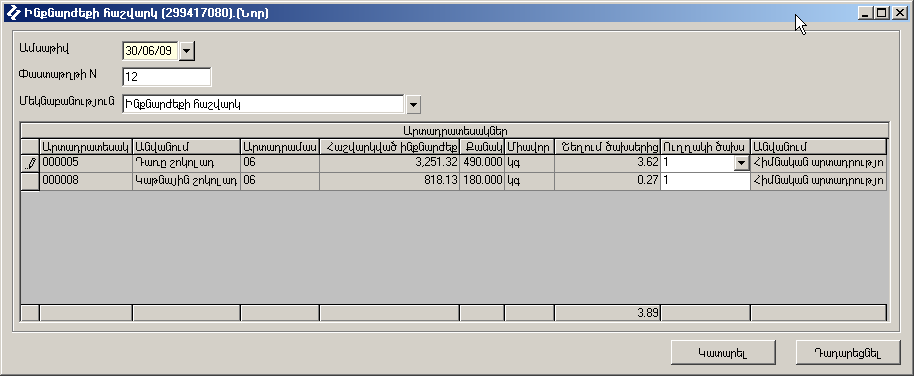 Ինքնարժեքի հաշվարկ (299417080).(Նոր)
Ամսաթիվ 30/06/09
Փաստաթղթի N 12
Մեկնաբանություն Ինքնարժեքի հաշվարկ
Արտադրատեսակներ
Արտադրատեսակ Անվանում Արտադրամաս Հաշվարկված ինքնարժեք Քանակ Միավոր Շեղում ծախսերից Ուղղակի ծախս Անվանում
000005 Դառը շոկոլադ 06 3,251.32 490.000 կգ 3.62 1 Հիմնական արտադրությո
000008 Կաթնային շոկոլադ 06 818.13 180.000 կգ 0.27 1 Հիմնական արտադրությո
3.89
Կատարել Դադարեցնել